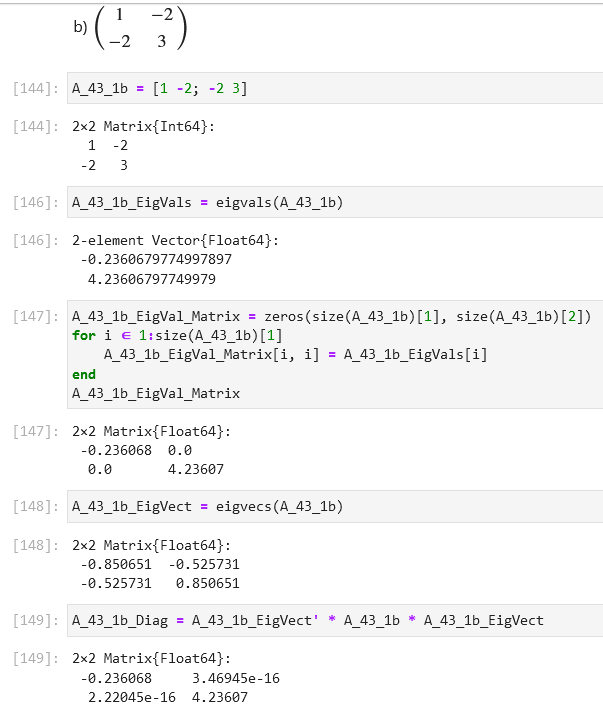 b) ( 1 −2
−2 3 )
[144]: A_43_1b = [1 -2; -2 3]
[144]: 2×2 Matrix{Int64}:
1 -2
-2 3
[146]: A_43_1b_EigVals = eigvals(A_43_1b)
[146]: 2-element Vector{Float64}:
-0.2360679774997897
4.23606797749979
[147]: A_43_1b_EigVal_Matrix = zeros(size(A_43_1b)[1], size(A_43_1b)[2])
for i ∈ 1:size(A_43_1b)[1]
A_43_1b_EigVal_Matrix[i, i] = A_43_1b_EigVals[i]
end
A_43_1b_EigVal_Matrix
[147]: 2×2 Matrix{Float64}:
-0.236068 0.0
0.0 4.23607
[148]: A_43_1b_EigVect = eigvecs(A_43_1b)
[148]: 2×2 Matrix{Float64}:
-0.850651 -0.525731
-0.525731 0.850651
[149]: A_43_1b_Diag = A_43_1b_EigVect' * A_43_1b * A_43_1b_EigVect
[149]: 2×2 Matrix{Float64}:
-0.236068 3.46945e-16
2.22045e-16 4.23607